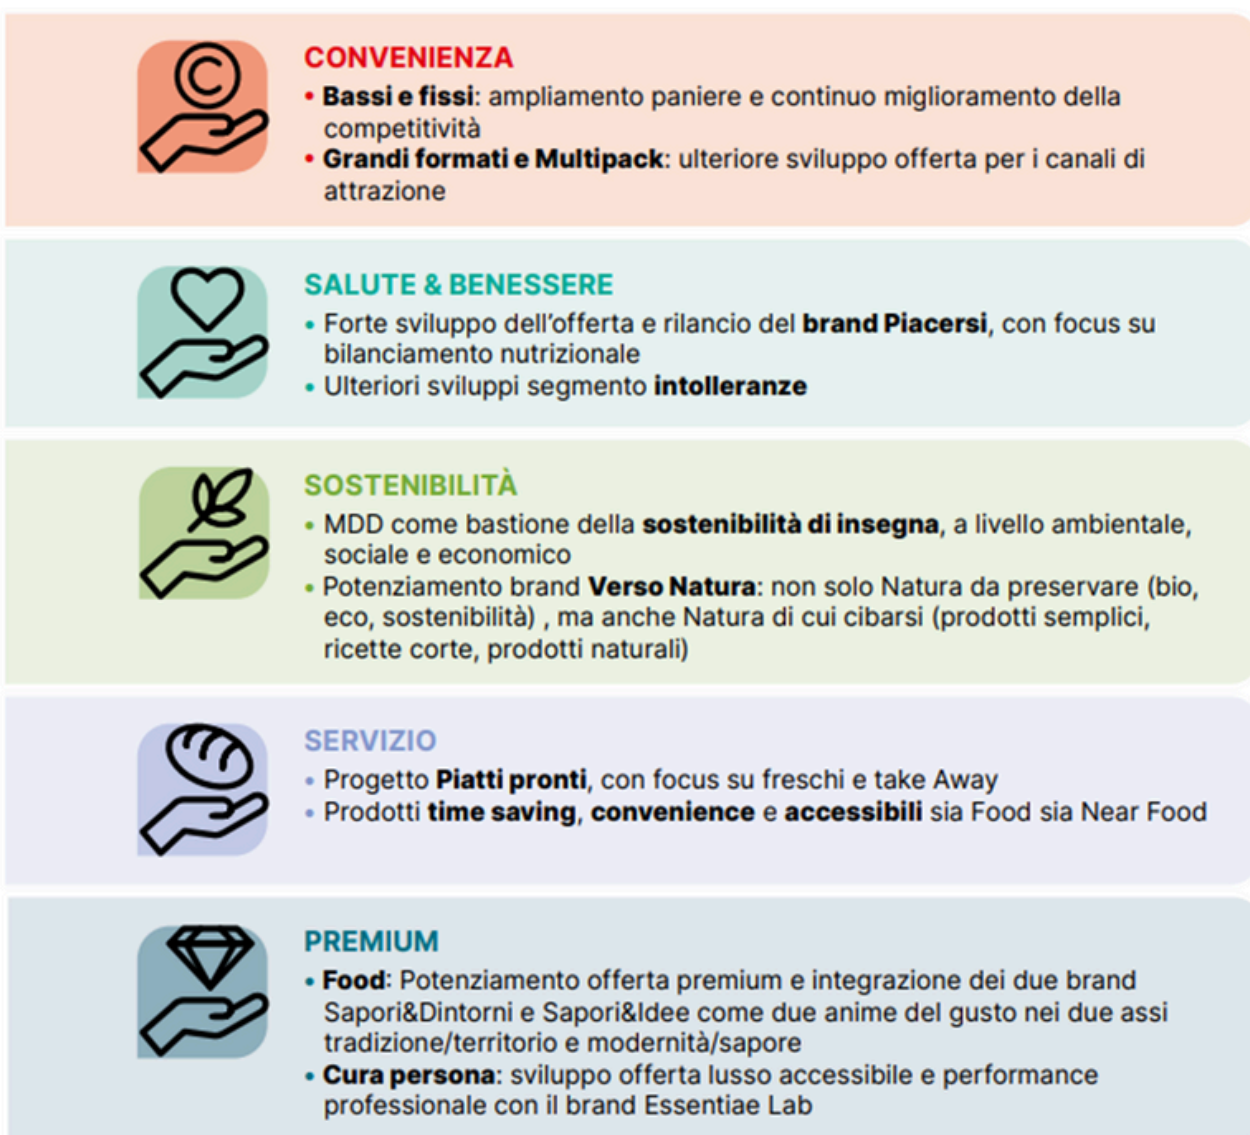 CONVENIENZA
• Bassi e fissi: ampliamento paniere e continuo miglioramento della
competitività
• Grandi formati e Multipack: ulteriore sviluppo offerta per i canali di
attrazione
SALUTE & BENESSERE
• Forte sviluppo dell’offerta e rilancio del brand Piacersi, con focus su
bilanciamento nutrizionale
• Ulteriori sviluppi segmento intolleranze
SOSTENIBILITÀ
• MDD come bastione della sostenibilità di insegna, a livello ambientale,
sociale e economico
• Potenziamento brand Verso Natura: non solo Natura da preservare (bio,
eco, sostenibilità) , ma anche Natura di cui cibarsi (prodotti semplici,
ricette corte, prodotti naturali)
SERVIZIO
• Progetto Piatti pronti, con focus su freschi e take Away
• Prodotti time saving, convenience e accessibili sia Food sia Near Food
PREMIUM
• Food: Potenziamento offerta premium e integrazione dei due brand
Sapori&Dintorni e Sapori&Idee come due anime del gusto nei due assi
tradizione/territorio e modernità/sapore
• Cura persona: sviluppo offerta lusso accessibile e performance
professionale con il brand Essentiae Lab